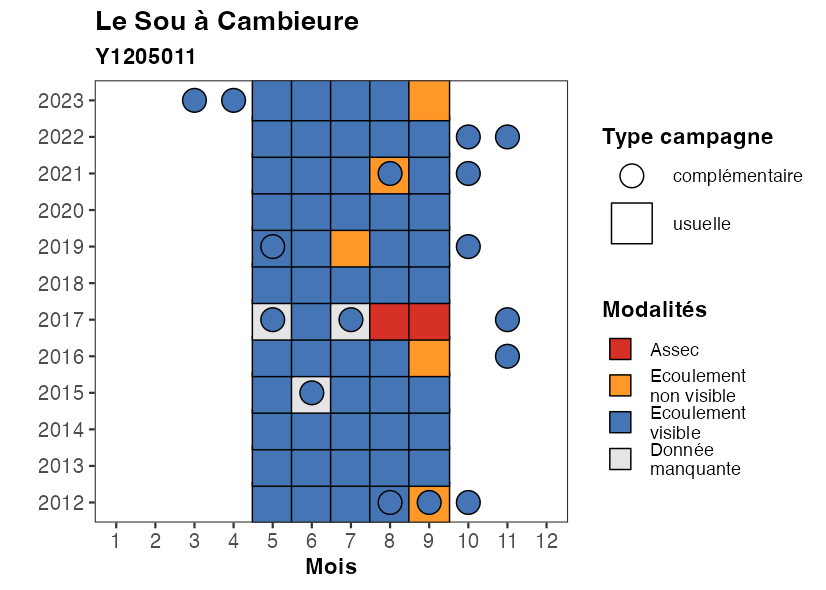 Le Sou à Cambieure
Y1205011
2023
2022
2021
2020
2019
2018
2017
2016
2015
2014
2013
2012
1 2 3 4 5 6 7 8 9 10 11 12
Mois
Type campagne
complémentaire
usuelle
Modalités
Assec
Ecoulement
non visible
Ecoulement
visible
Donnée
manquante